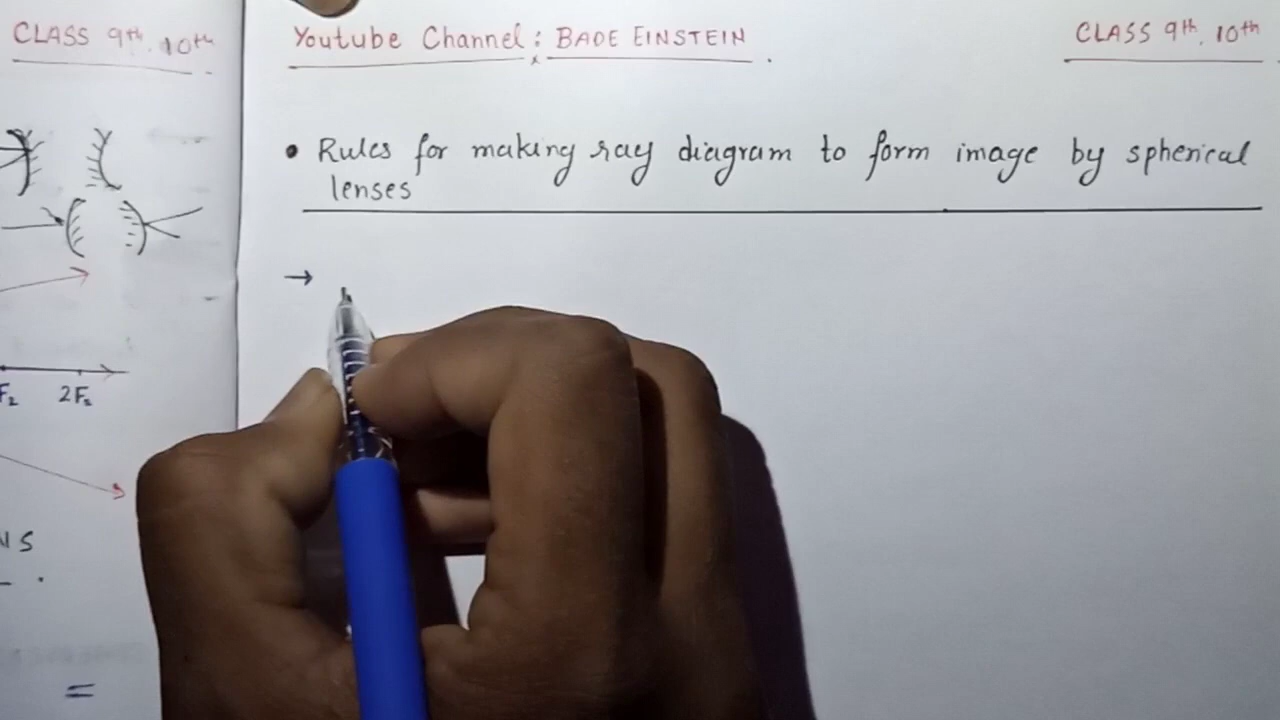 CLASS 9th, 10th
Youtube Channel : BADE EINSTEIN
CLASS 9th, 10th
• Rules for making ray diagram to form image by spherical
lenses
→
F₂ 2F₂
=